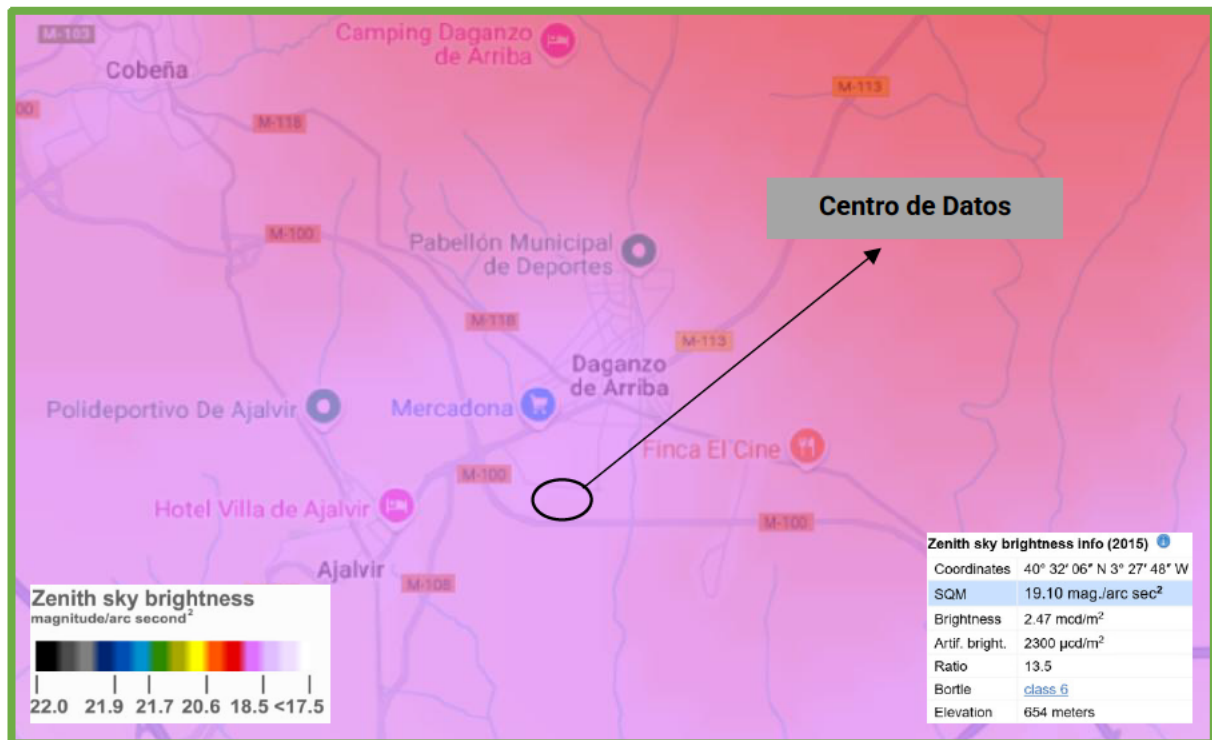 M-103
Camping Daganzo
de Arriba
Cobeña
00
M-113
M-118
Centro de Datos
M-100
Pabellón Municipal
de Deportes
M-118
M-113
Daganzo
de Arriba
Polideportivo De Ajalvir
Mercadona
Finca El Cine
M-100
Hotel Villa de Ajalvir
M-100
Ajalvir
M-108
Zenith sky brightness
magnitude/arc second²
22.0 21.9 21.7 20.6 18.5 <17.5
Zenith sky brightness info (2015)
Coordinates 40° 32′ 06″ N 3° 27′ 48″ W
SQM 19.10 mag./arc sec²
Brightness 2.47 mcd/m²
Artif. bright. 2300 μcd/m²
Ratio 13.5
Bortle class 6
Elevation 654 meters